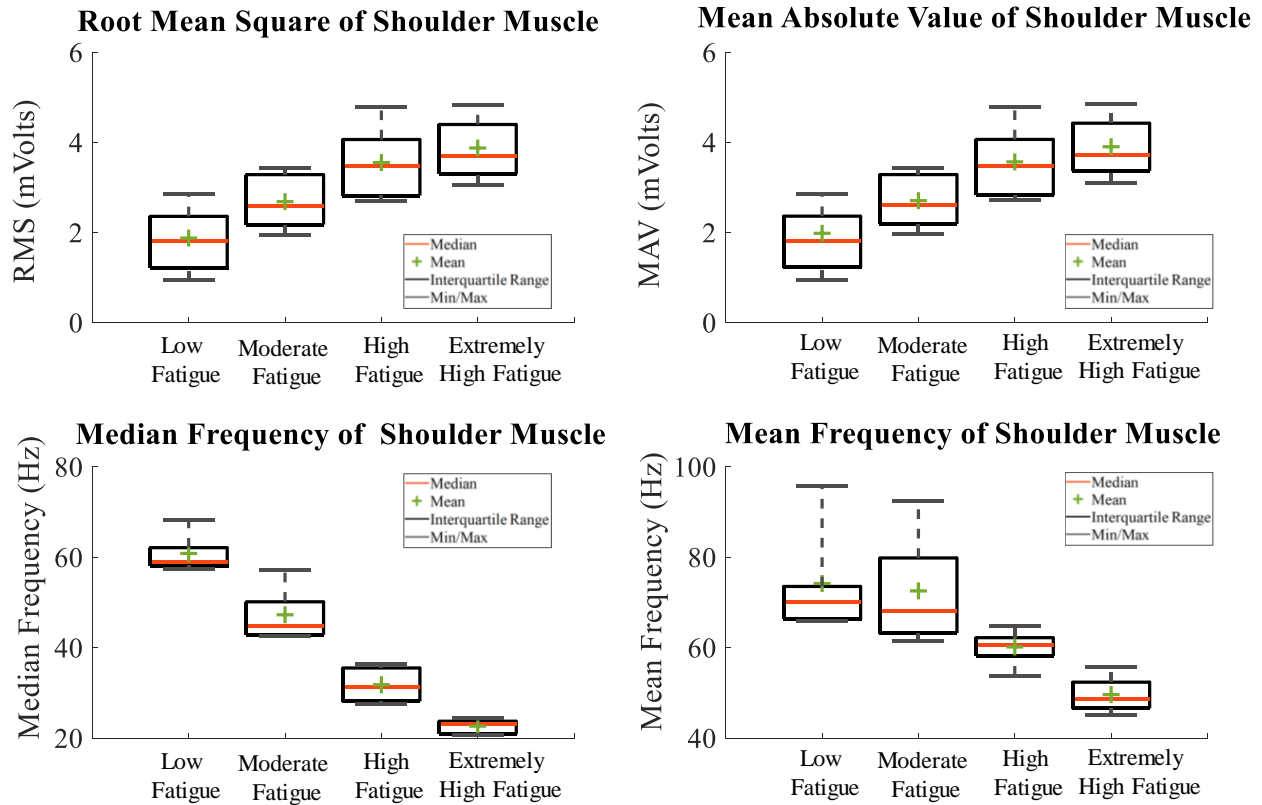 Root Mean Square of Shoulder Muscle
RMS (mVolts)
6
4
2
0
Median
Mean
Interquartile Range
Min/Max
Low
Fatigue
Moderate
Fatigue
High
Fatigue
Extremely
High Fatigue
Mean Absolute Value of Shoulder Muscle
MAV (mVolts)
6
4
2
0
Median
Mean
Interquartile Range
Min/Max
Low
Fatigue
Moderate
Fatigue
High
Fatigue
Extremely
High Fatigue
Median Frequency of Shoulder Muscle
Median Frequency (Hz)
80
60
40
20
Median
Mean
Interquartile Range
Min/Max
Low
Fatigue
Moderate
Fatigue
High
Fatigue
Extremely
High Fatigue
Mean Frequency of Shoulder Muscle
Mean Frequency (Hz)
100
80
60
40
Median
Mean
Interquartile Range
Min/Max
Low
Fatigue
Moderate
Fatigue
High
Fatigue
Extremely
High Fatigue